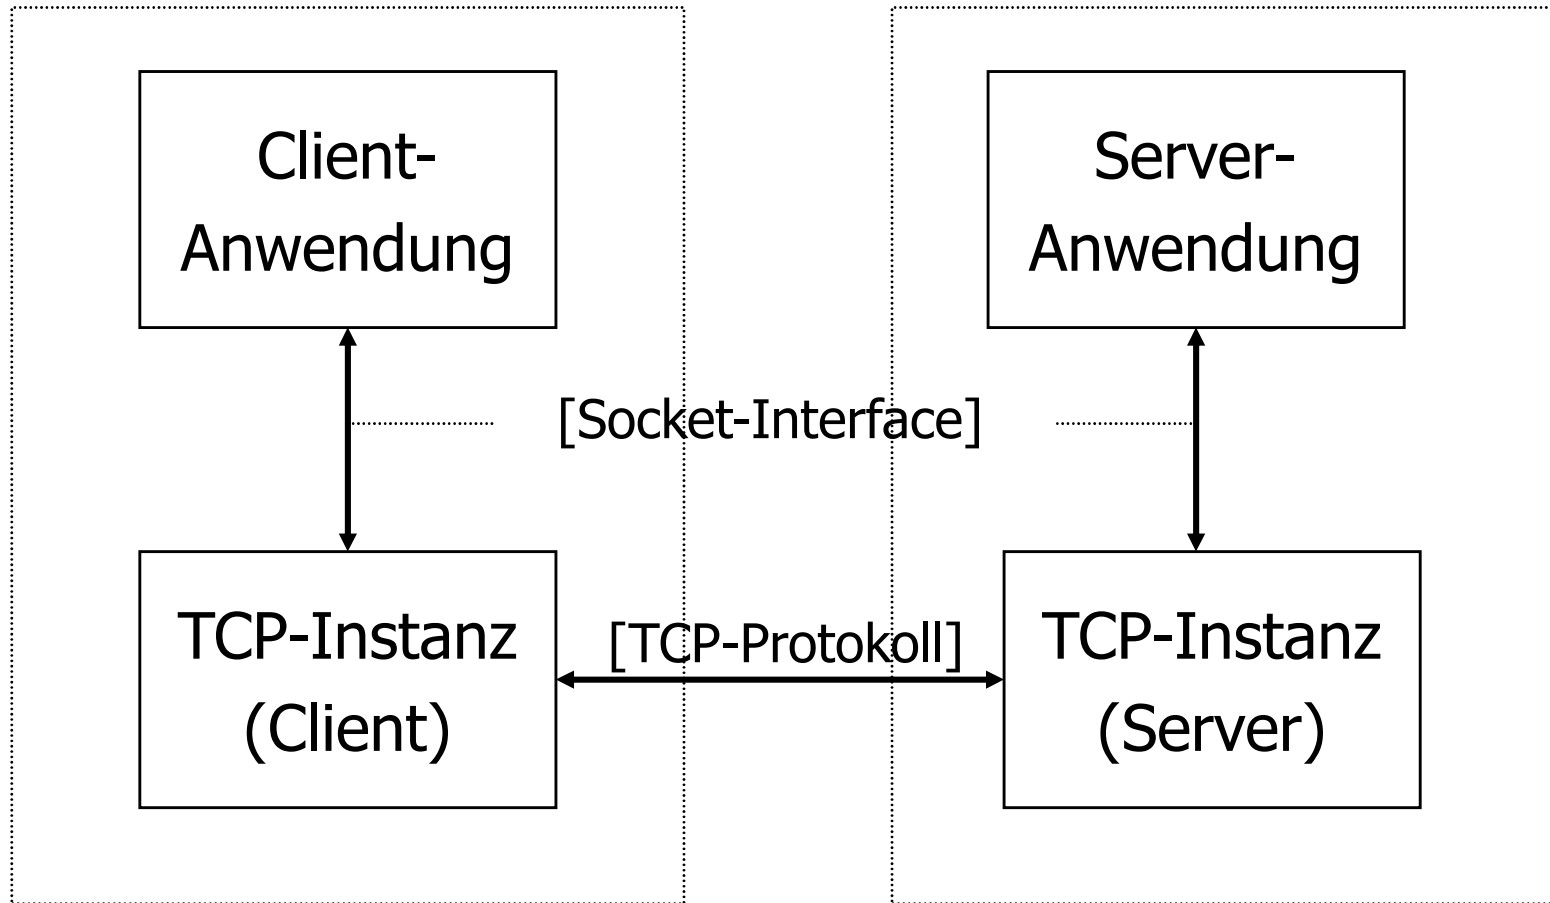 Client-
Anwendung
Server-
Anwendung
[Socket-Interface]
TCP-Instanz
(Client)
[TCP-Protokoll]
TCP-Instanz
(Server)